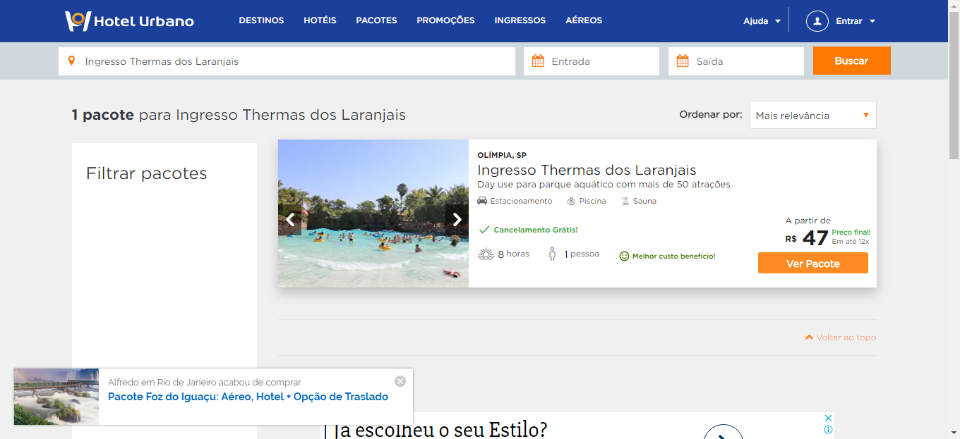 Hotel Urbano
DESTINOS HOTÉIS PACOTES PROMOÇÕES INGRESSOS AÉREOS
Ajuda Entrar
Ingresso Thermas dos Laranjais
Entrada
Saída
Buscar
1 pacote para Ingresso Thermas dos Laranjais
Ordenar por: Mais relevância
Filtrar pacotes
OLÍMPIA, SP
Ingresso Thermas dos Laranjais
Day use para parque aquático com mais de 50 atrações
Estacionamento Piscina Sauna
Cancelamento Grátis!
8 horas 1 pessoa Melhor custo benefício!
A partir de
R$ 47 Preço final!
Em até 12x
Ver Pacote
Voltar ao topo
Alfredo em Rio de Janeiro acabou de comprar
Pacote Foz do Iguaçu: Aéreo, Hotel + Opção de Traslado
Já escolheu o seu Estilo?